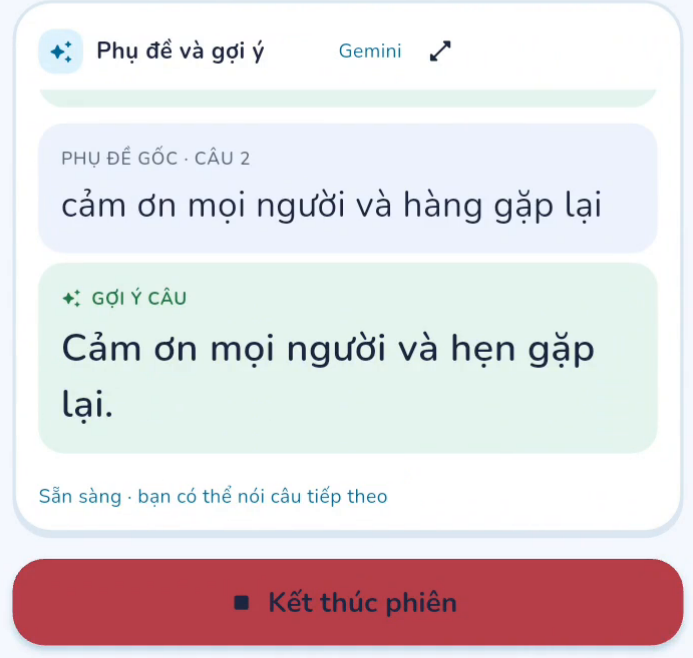 Phụ đề và gợi ý
Gemini
PHỤ ĐỀ GỐC · CÂU 2
cảm ơn mọi người và hàng gặp lại
GỢI Ý CÂU
Cảm ơn mọi người và hẹn gặp
lại.
Sẵn sàng · bạn có thể nói câu tiếp theo
Kết thúc phiên